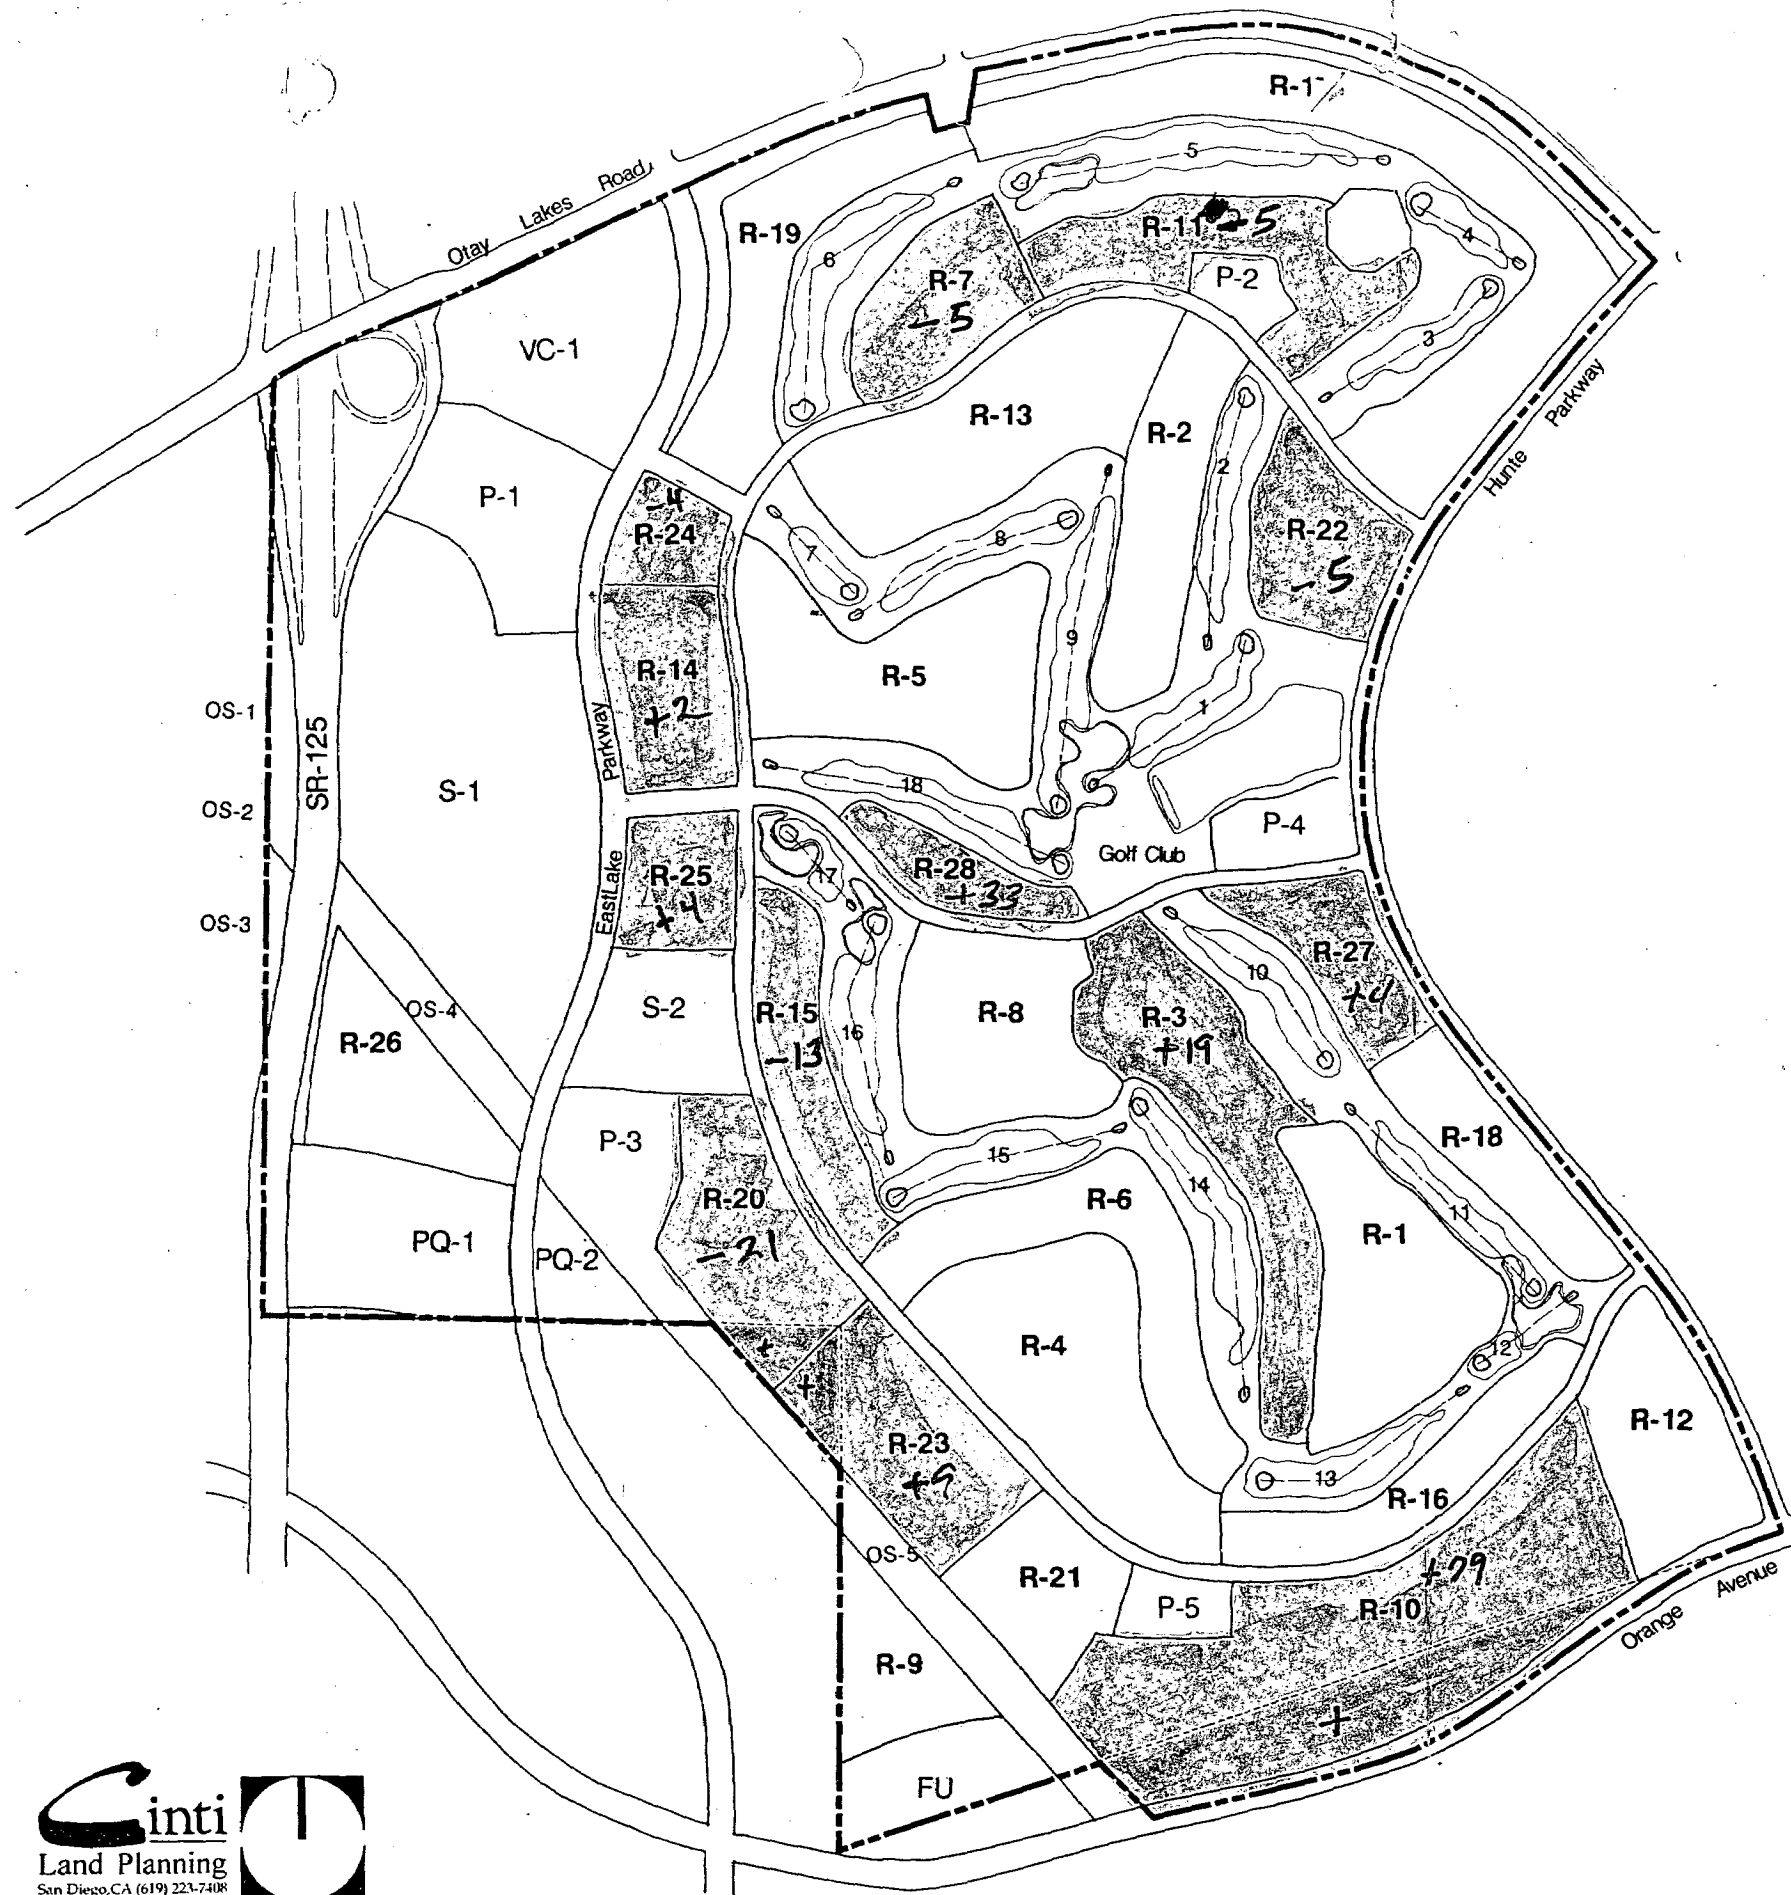 R-1
5
Otay Lakes Road
R-19
R-11 -5
4
6
R-7
-5
P-2
3
VC-1
Hunte Parkway
R-13
R-2
2
P-1
-4
R-24
R-22
-5
7
8
9
R-14
+2
R-5
1
OS-1
SR-125
EastLake Parkway
S-1
18
OS-2
P-4
Golf Club
R-25
+4
17
R-28
+33
OS-3
R-27
+4
10
OS-4
S-2
R-15
-13
16
R-8
R-3
+19
R-26
P-3
15
R-18
14
R-20
-21
R-6
11
R-1
PQ-1
PQ-2
R-4
12
+
+
R-12
R-23
+9
13
R-16
OS-5
R-21
+79
P-5
R-10
Orange Avenue
R-9
+
FU
Cinti
Land Planning
San Diego, CA (619) 223-7408